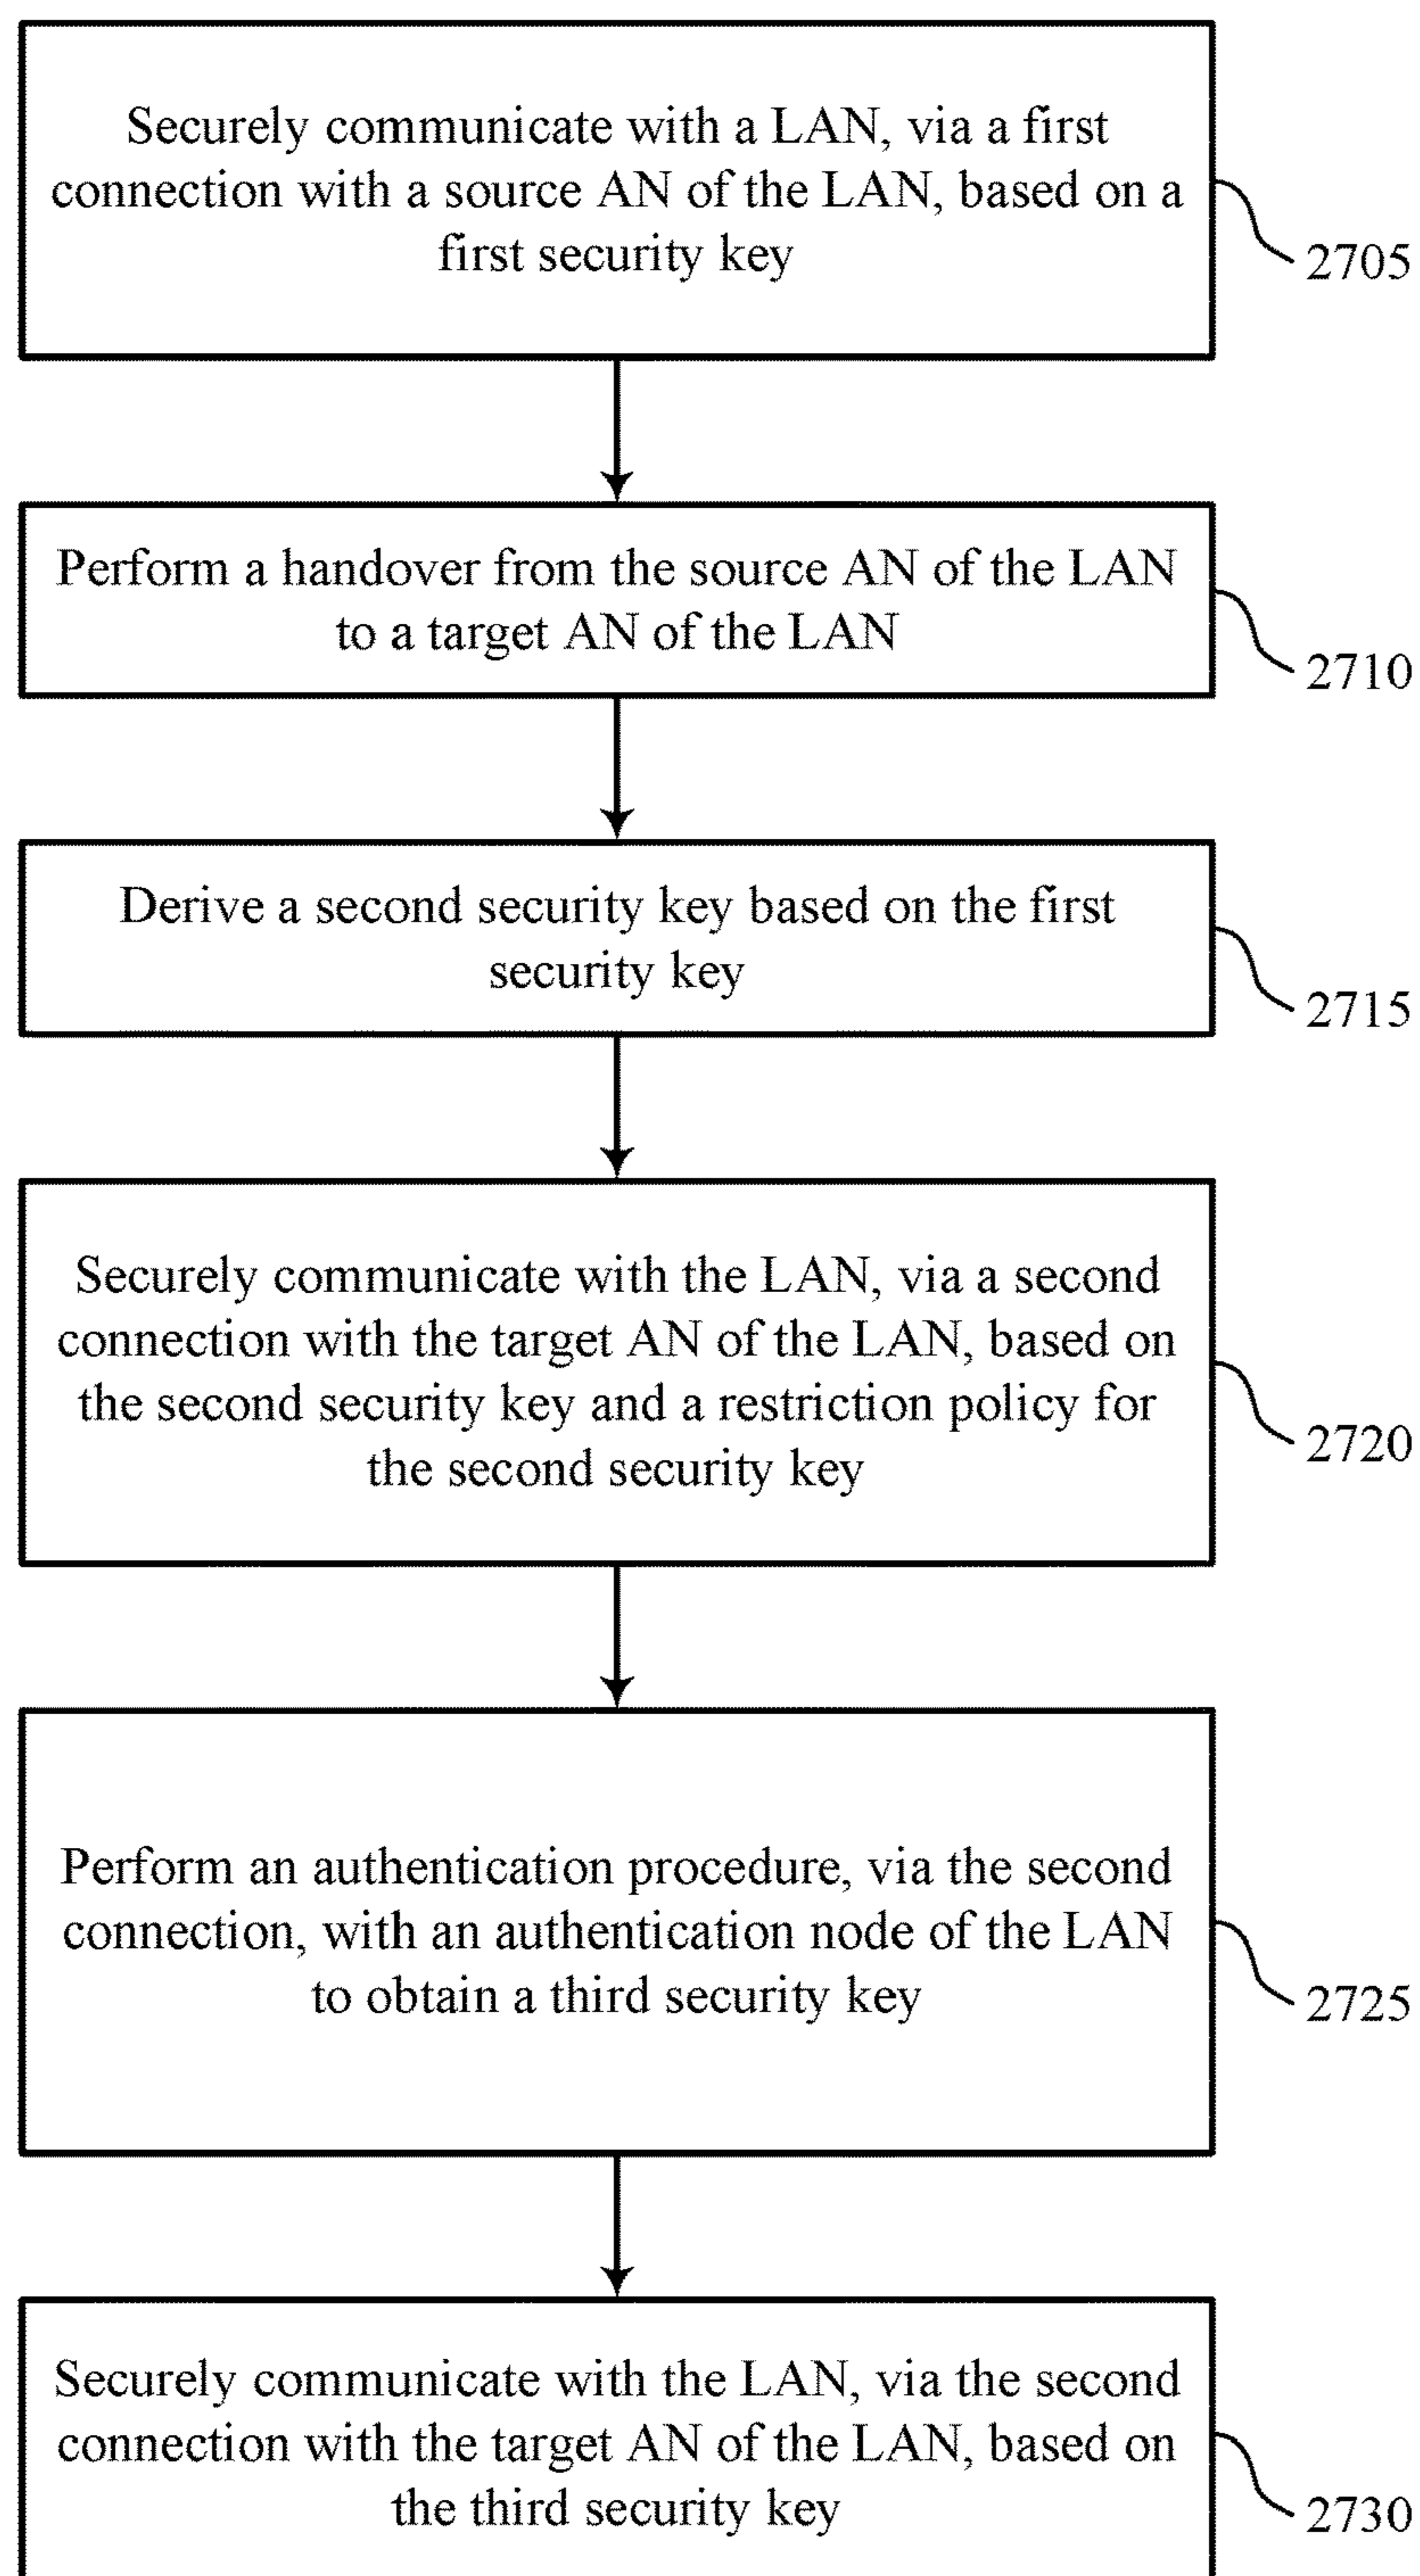 Securely communicate with a LAN, via a first
connection with a source AN of the LAN, based on a
first security key
2705
Perform a handover from the source AN of the LAN
to a target AN of the LAN
2710
Derive a second security key based on the first
security key
2715
Securely communicate with the LAN, via a second
connection with the target AN of the LAN, based on
the second security key and a restriction policy for
the second security key
2720
Perform an authentication procedure, via the second
connection, with an authentication node of the LAN
to obtain a third security key
2725
Securely communicate with the LAN, via the second
connection with the target AN of the LAN, based on
the third security key
2730